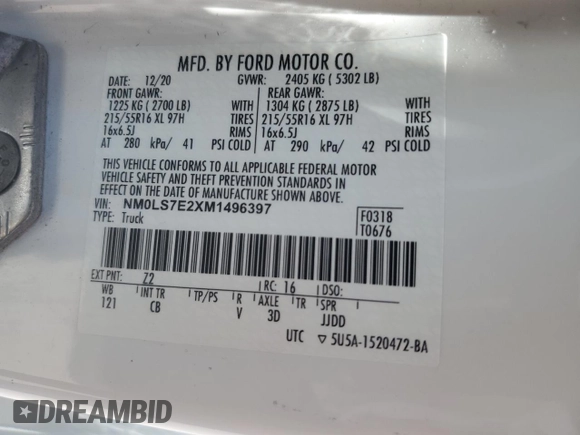 MFD. BY FORD MOTOR CO.
DATE: 12/20 GVWR: 2405 KG ( 5302 LB)
FRONT GAWR: REAR GAWR:
1225 KG ( 2700 LB) WITH 1304 KG ( 2875 LB) WITH
215/55R16 XL 97H TIRES 215/55R16 XL 97H TIRES
16x6.5J RIMS 16x6.5J RIMS
AT 280 kPa/ 41 PSI COLD AT 290 kPa/ 42 PSI COLD
THIS VEHICLE CONFORMS TO ALL APPLICABLE FEDERAL MOTOR
VEHICLE SAFETY AND THEFT PREVENTION STANDARDS IN
EFFECT ON THE DATE OF MANUFACTURE SHOWN ABOVE.
VIN: NM0LS7E2XM1496397 F0318
TYPE: Truck T0676
EXT PNT: Z2 RC: 16 DSO:
WB INT TR TP/PS R AXLE TR SPR
121 CB V 3D JJDD
UTC ▽ 5U5A-1520472-BA
DREAMBID